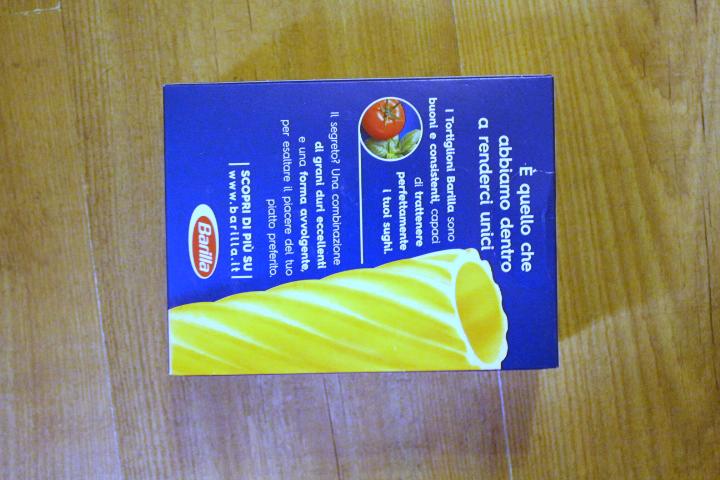 È quello che
abbiamo dentro
a renderci unici
I Tortiglioni Barilla sono
buoni e consistenti, capaci
di trattenere
perfettamente
i tuoi sughi.
Il segreto? Una combinazione
di grani duri eccellenti
e una forma avvolgente,
per esaltare il piacere del tuo
piatto preferito.
SCOPRI DI PIÙ SU
www.barilla.it
Barilla